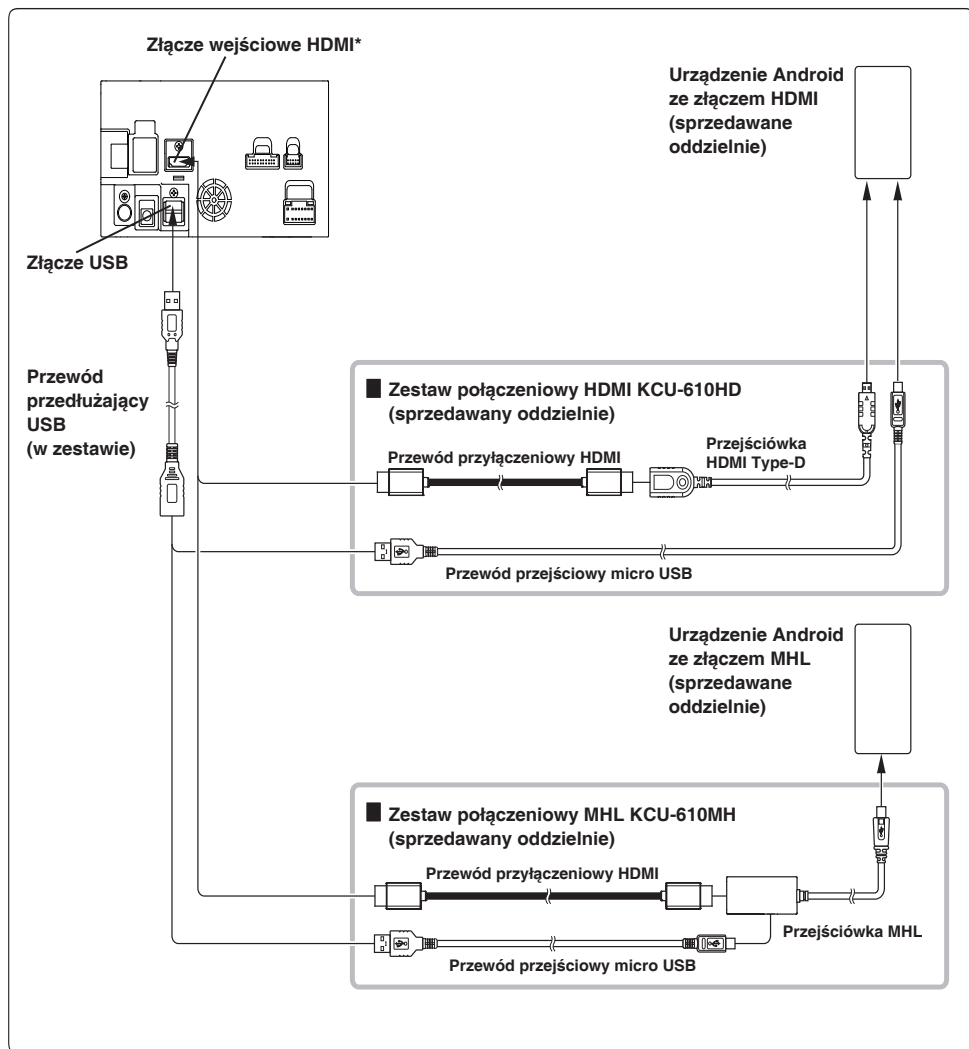 Złącze wejściowe HDMI*
Urządzenie Android
ze złączem HDMI
(sprzedawane
oddzielnie)
Złącze USB
Przewód
przedłużający
USB
(w zestawie)
Zestaw połączeniowy HDMI KCU-610HD
(sprzedawany oddzielnie)
Przewód przyłączeniowy HDMI
Przejściówka
HDMI Type-D
Przewód przejściowy micro USB
Urządzenie Android
ze złączem MHL
(sprzedawane
oddzielnie)
Zestaw połączeniowy MHL KCU-610MH
(sprzedawany oddzielnie)
Przewód przyłączeniowy HDMI
Przejściówka MHL
Przewód przejściowy micro USB